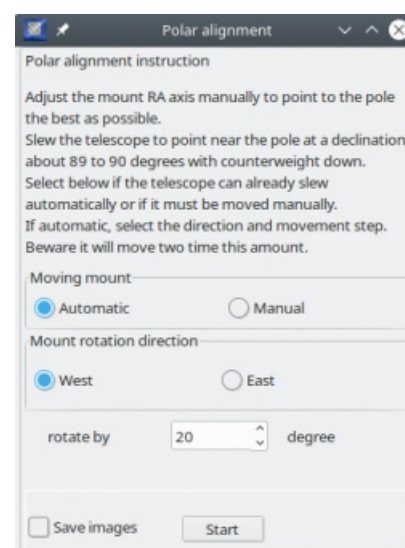 Polar alignment
Polar alignment instruction
Adjust the mount RA axis manually to point to the pole
the best as possible.
Slew the telescope to point near the pole at a declination
about 89 to 90 degrees with counterweight down.
Select below if the telescope can already slew
automatically or if it must be moved manually.
If automatic, select the direction and movement step.
Beware it will move two time this amount.
Moving mount
Automatic Manual
Mount rotation direction
West East
rotate by 20 degree
Save images Start